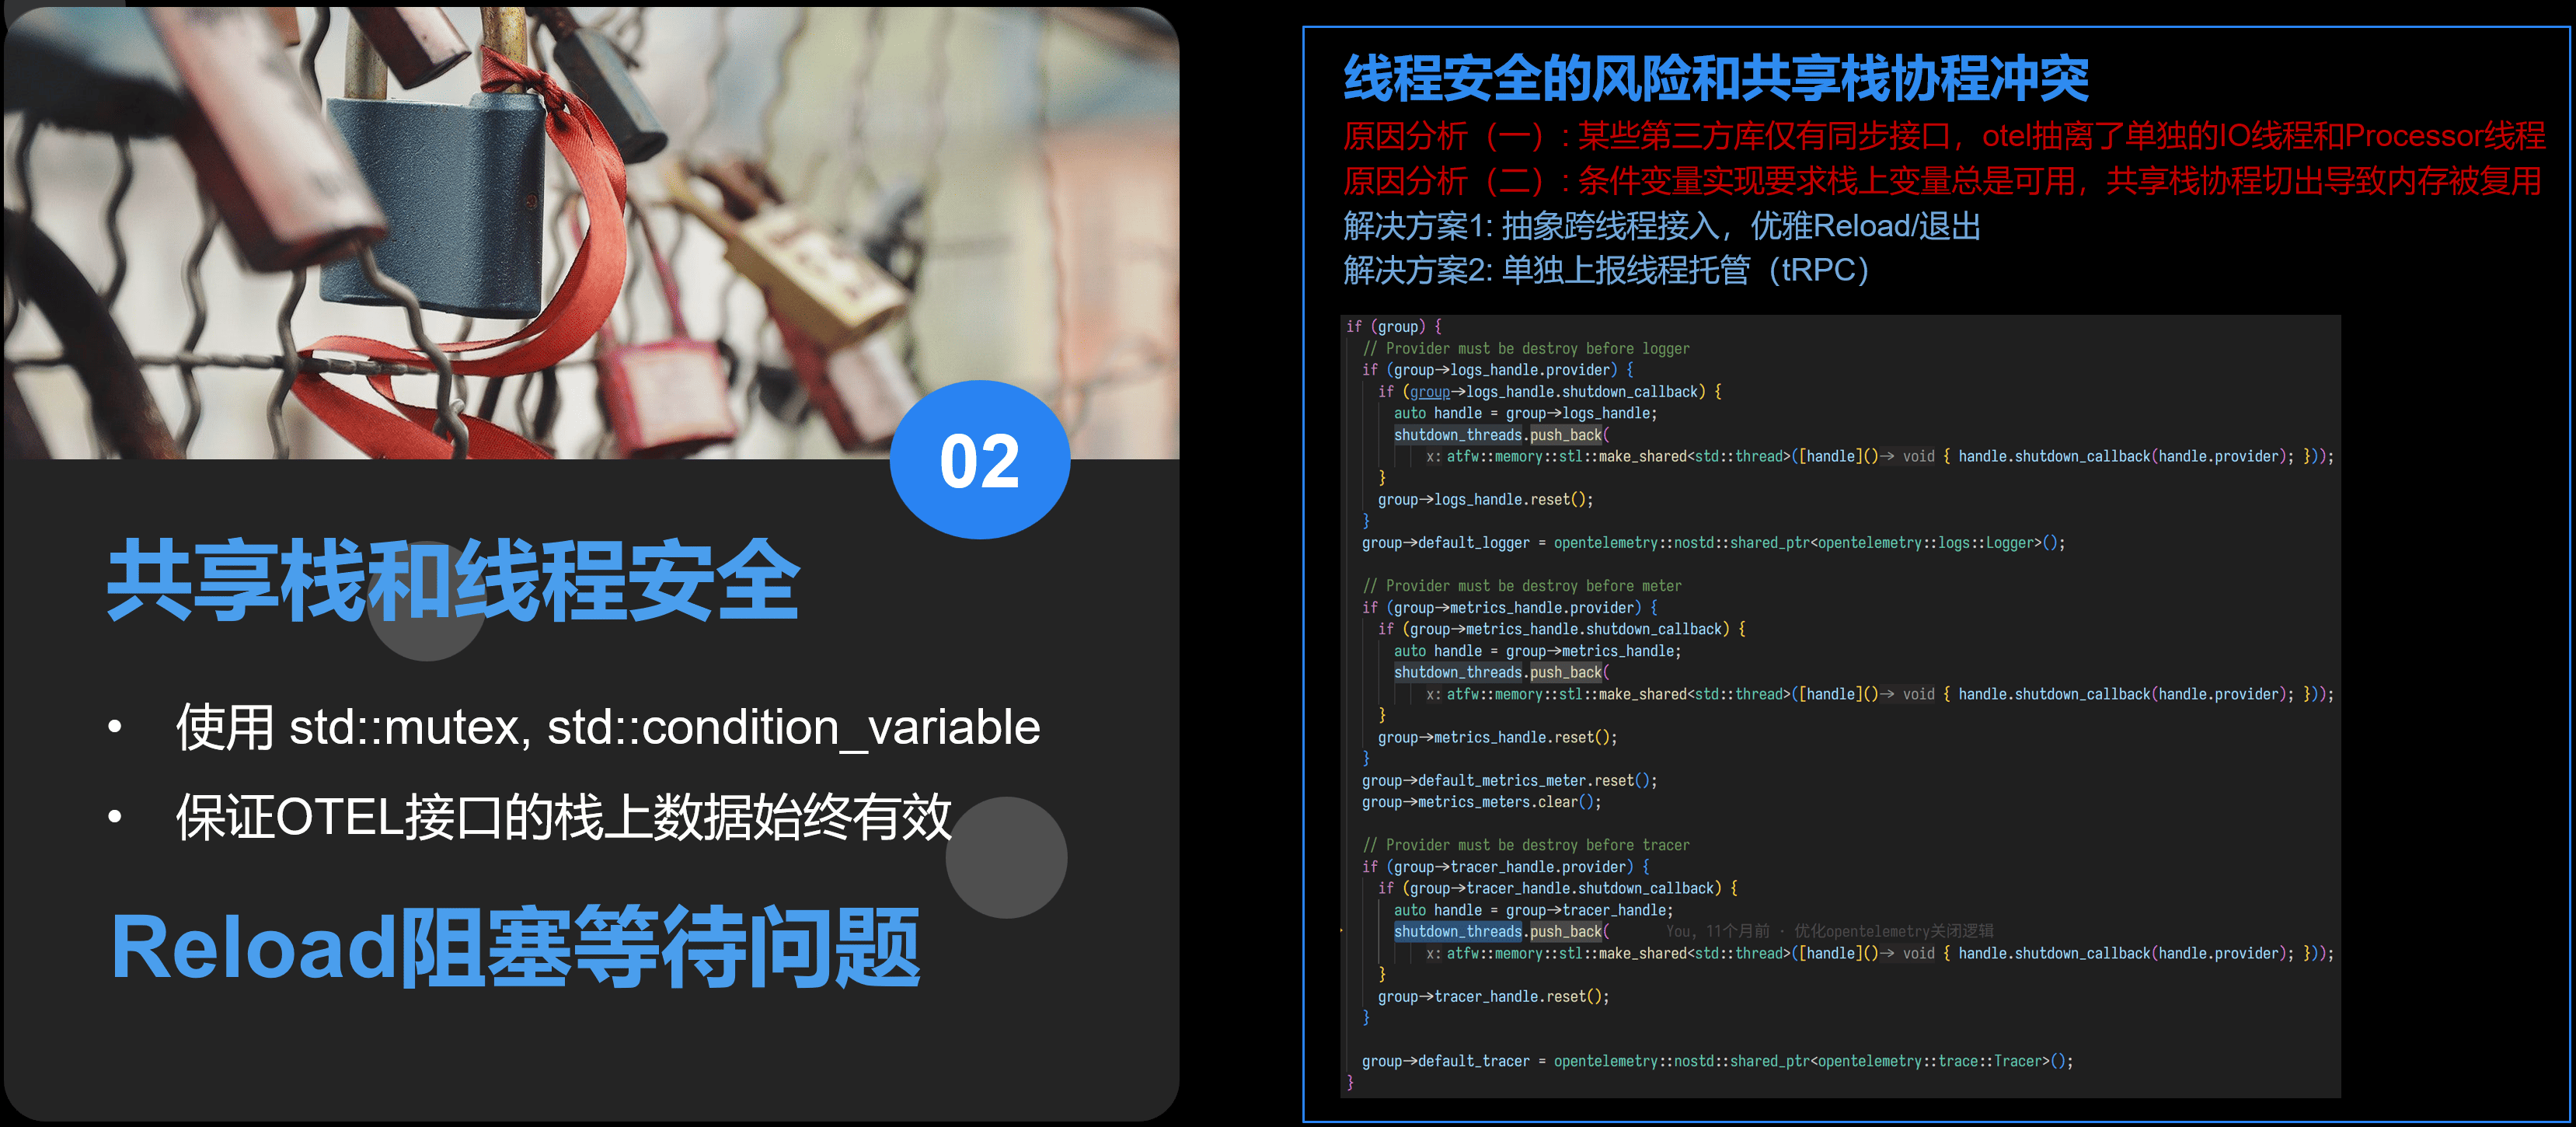 02
共享栈和线程安全
• 使用 std::mutex, std::condition_variable
• 保证OTEL接口的栈上数据始终有效
Reload阻塞等待问题
线程安全的风险和共享栈协程冲突
原因分析（一）: 某些第三方库仅有同步接口，otel抽离了单独的IO线程和Processor线程
原因分析（二）: 条件变量实现要求栈上变量总是可用，共享栈协程切出导致内存被复用
解决方案1: 抽象跨线程接入，优雅Reload/退出
解决方案2: 单独上报线程托管（tRPC）
if (group) {
// Provider must be destroy before logger
if (group->logs_handle.provider) {
if (group->logs_handle.shutdown_callback) {
auto handle = group->logs_handle;
shutdown_threads.push_back(
x: atfw::memory::stl::make_shared<std::thread>([handle]()-> void { handle.shutdown_callback(handle.provider); }));
}
group->logs_handle.reset();
}
group->default_logger = opentelemetry::nostd::shared_ptr<opentelemetry::logs::Logger>();
// Provider must be destroy before meter
if (group->metrics_handle.provider) {
if (group->metrics_handle.shutdown_callback) {
auto handle = group->metrics_handle;
shutdown_threads.push_back(
x: atfw::memory::stl::make_shared<std::thread>([handle]()-> void { handle.shutdown_callback(handle.provider); }));
}
group->metrics_handle.reset();
}
group->default_metrics_meter.reset();
group->metrics_meters.clear();
// Provider must be destroy before tracer
if (group->tracer_handle.provider) {
if (group->tracer_handle.shutdown_callback) {
auto handle = group->tracer_handle;
shutdown_threads.push_back( You, 11个月前 · 优化opentelemetry关闭逻辑
x: atfw::memory::stl::make_shared<std::thread>([handle]()-> void { handle.shutdown_callback(handle.provider); }));
}
group->tracer_handle.reset();
}
group->default_tracer = opentelemetry::nostd::shared_ptr<opentelemetry::trace::Tracer>();
}